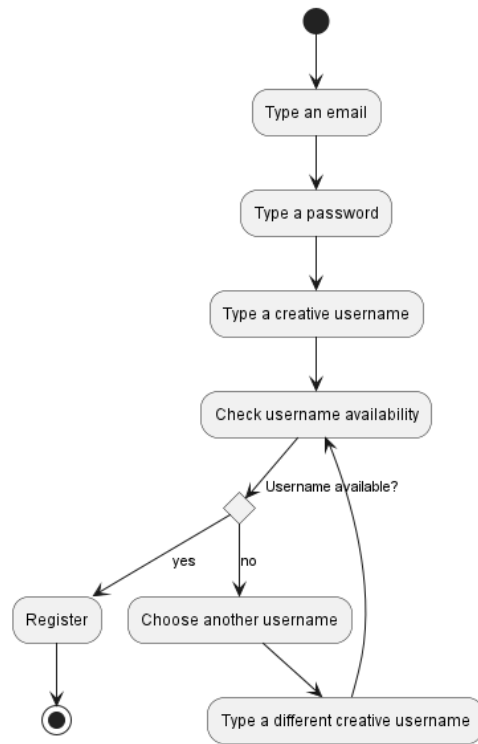 Type an email
Type a password
Type a creative username
Check username availability
Username available?
yes
no
Register
Choose another username
Type a different creative username